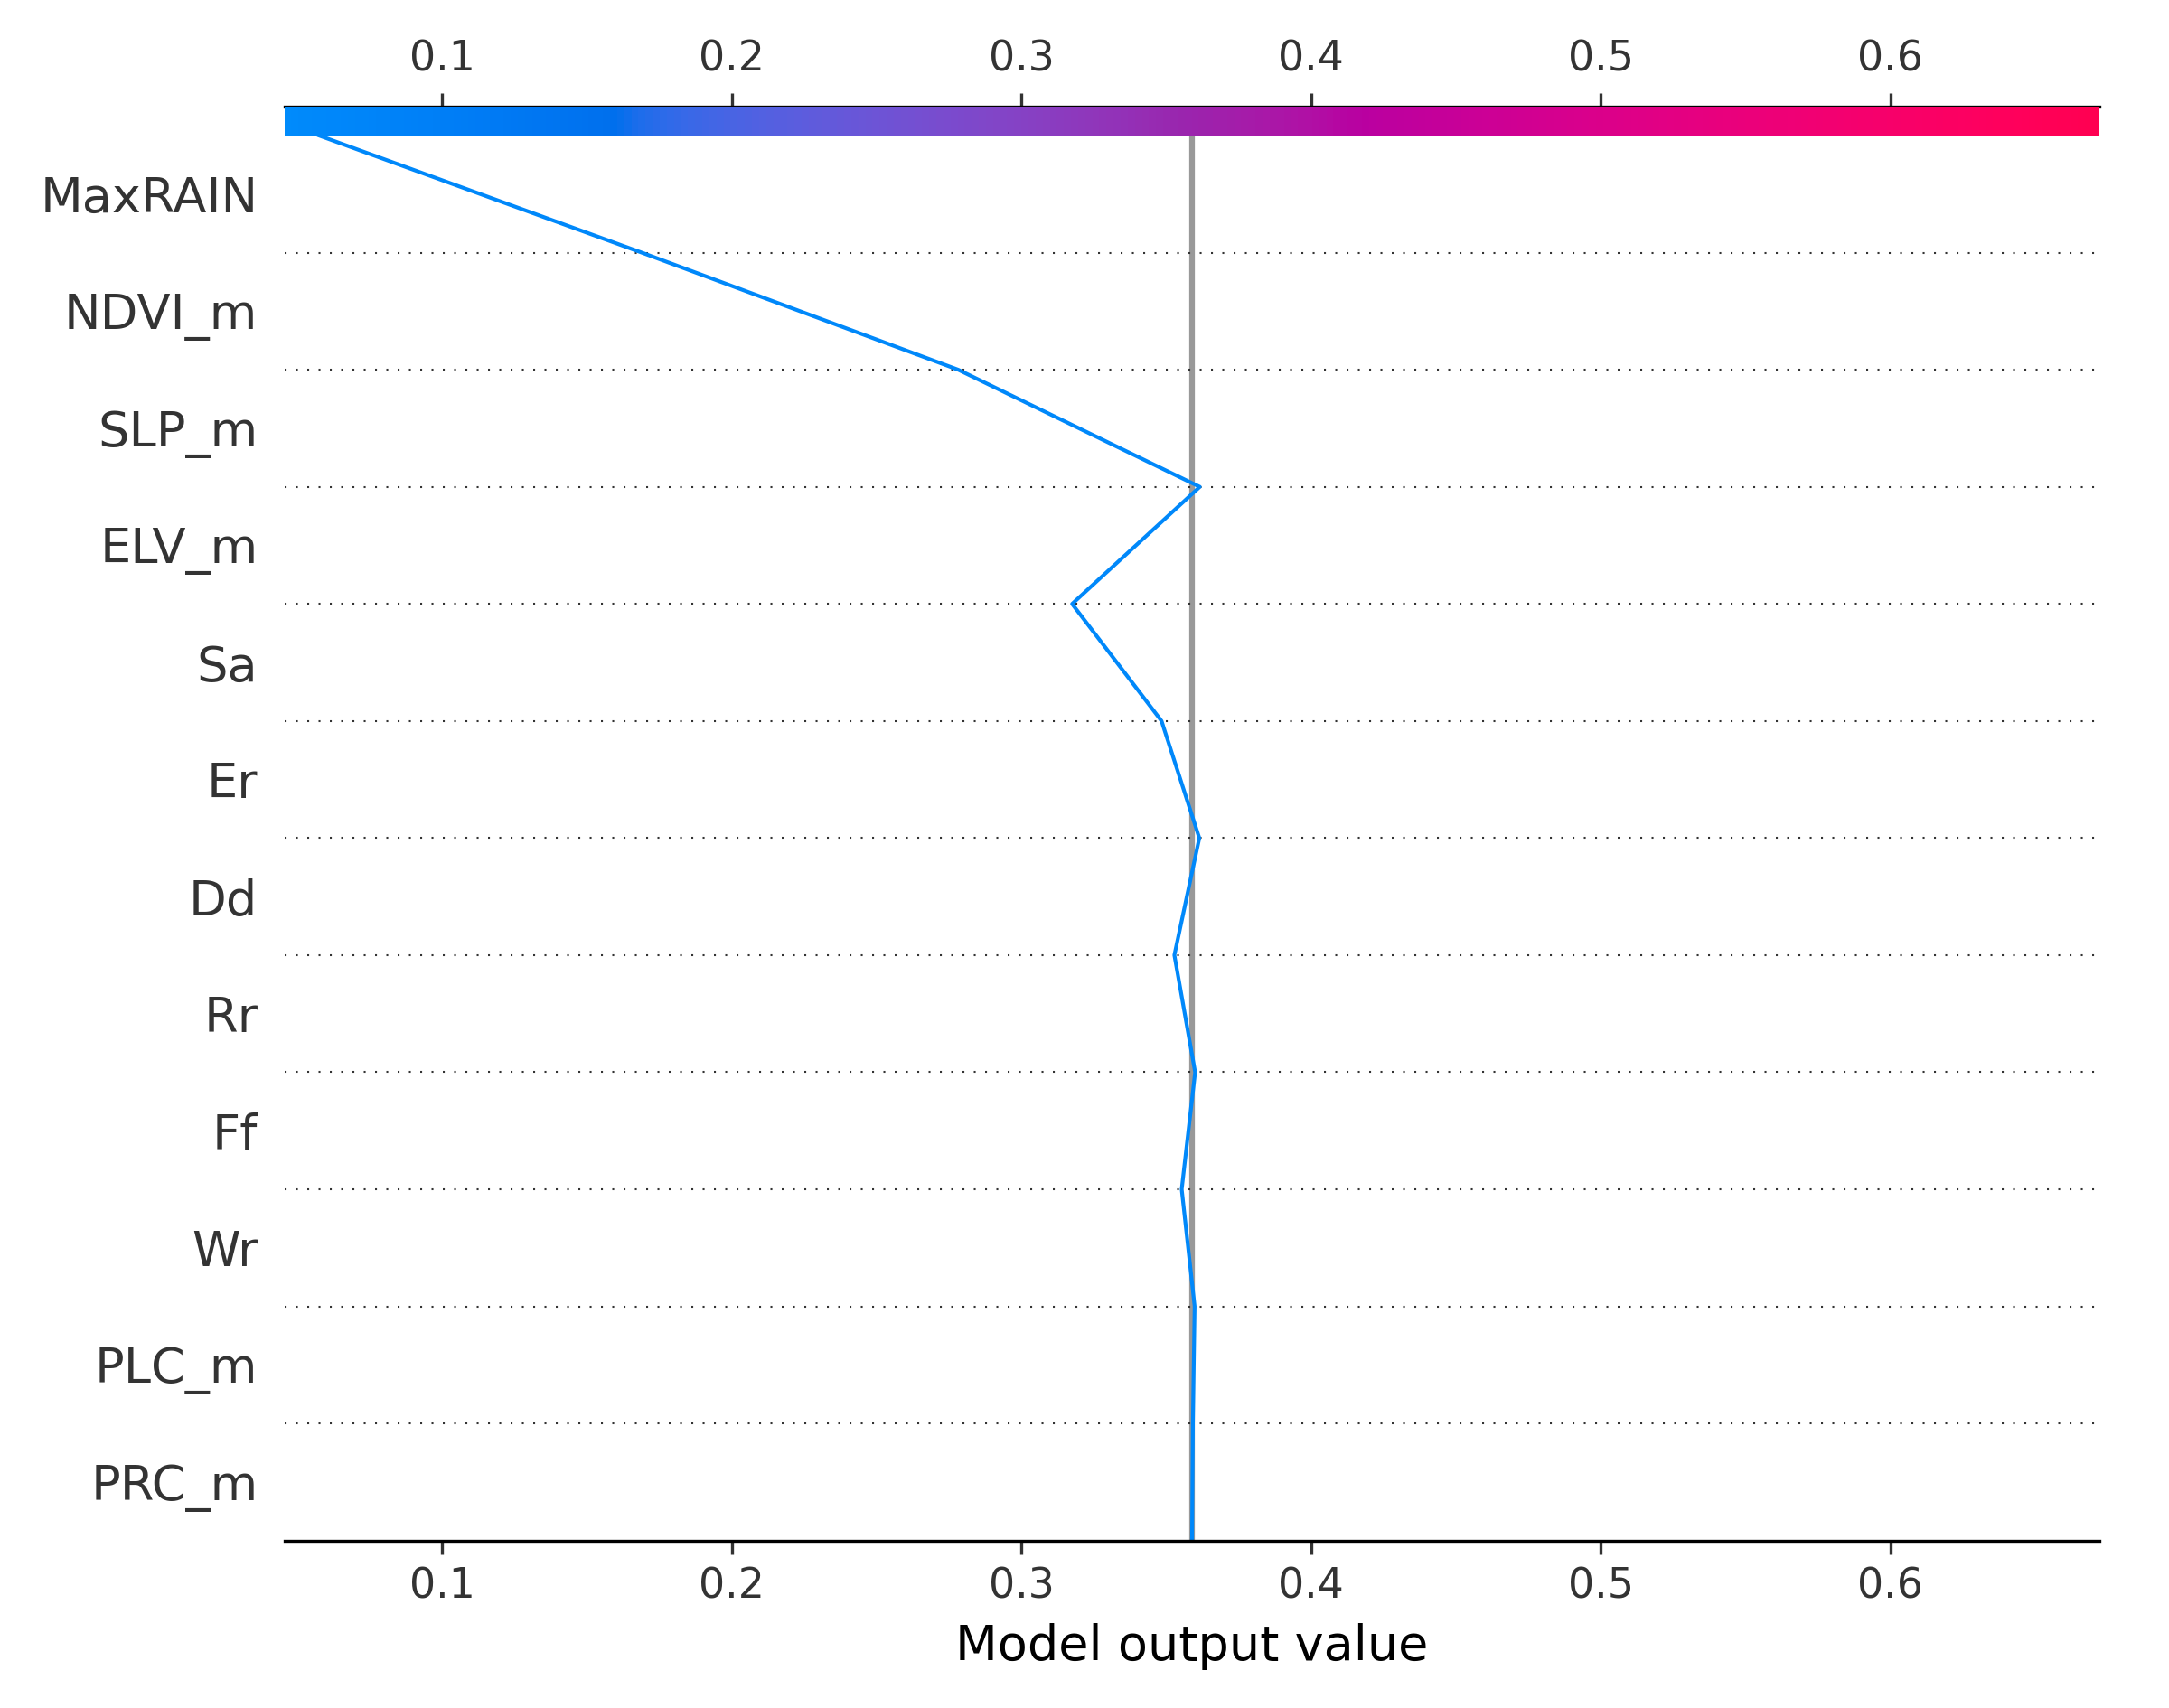 0.1 0.2 0.3 0.4 0.5 0.6
MaxRAIN
NDVI_m
SLP_m
ELV_m
Sa
Er
Dd
Rr
Ff
Wr
PLC_m
PRC_m
0.1 0.2 0.3 0.4 0.5 0.6
Model output value